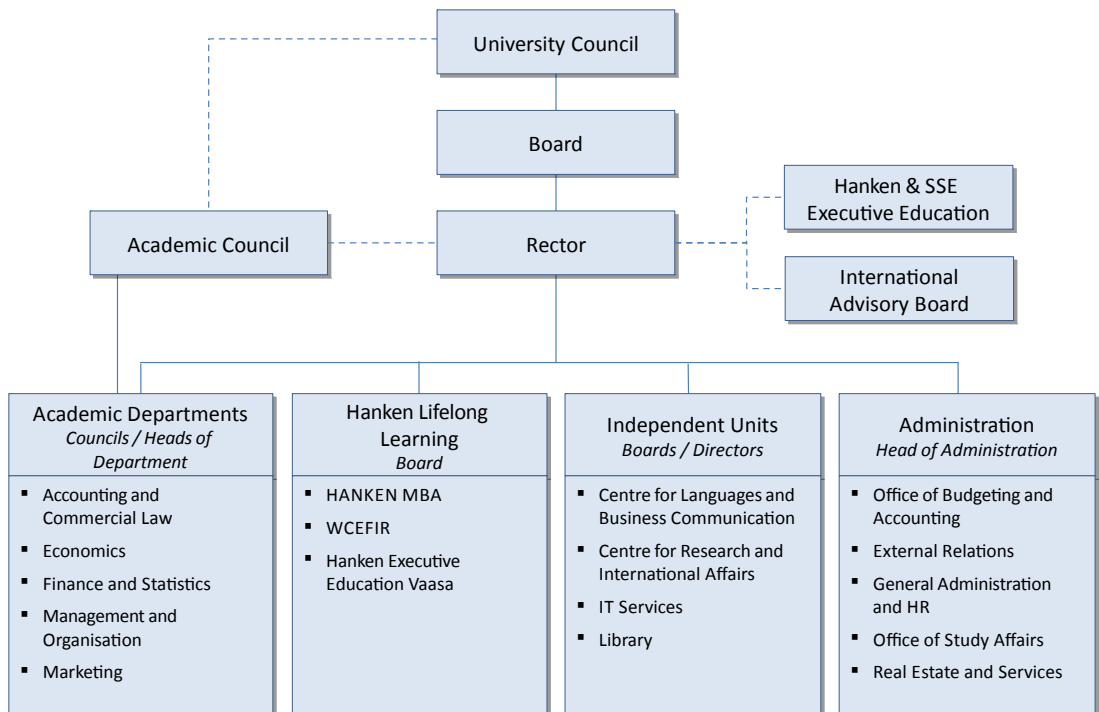 University Council
Board
Hanken & SSE
Executive Education
Academic Council
Rector
International
Advisory Board
Academic Departments
Councils / Heads of
Department
Accounting and
Commercial Law
Economics
Finance and Statistics
Management and
Organisation
Marketing
Hanken Lifelong
Learning
Board
HANKEN MBA
WCEFIR
Hanken Executive
Education Vaasa
Independent Units
Boards / Directors
Centre for Languages and
Business Communication
Centre for Research and
International Affairs
IT Services
Library
Administration
Head of Administration
Office of Budgeting and
Accounting
External Relations
General Administration
and HR
Office of Study Affairs
Real Estate and Services